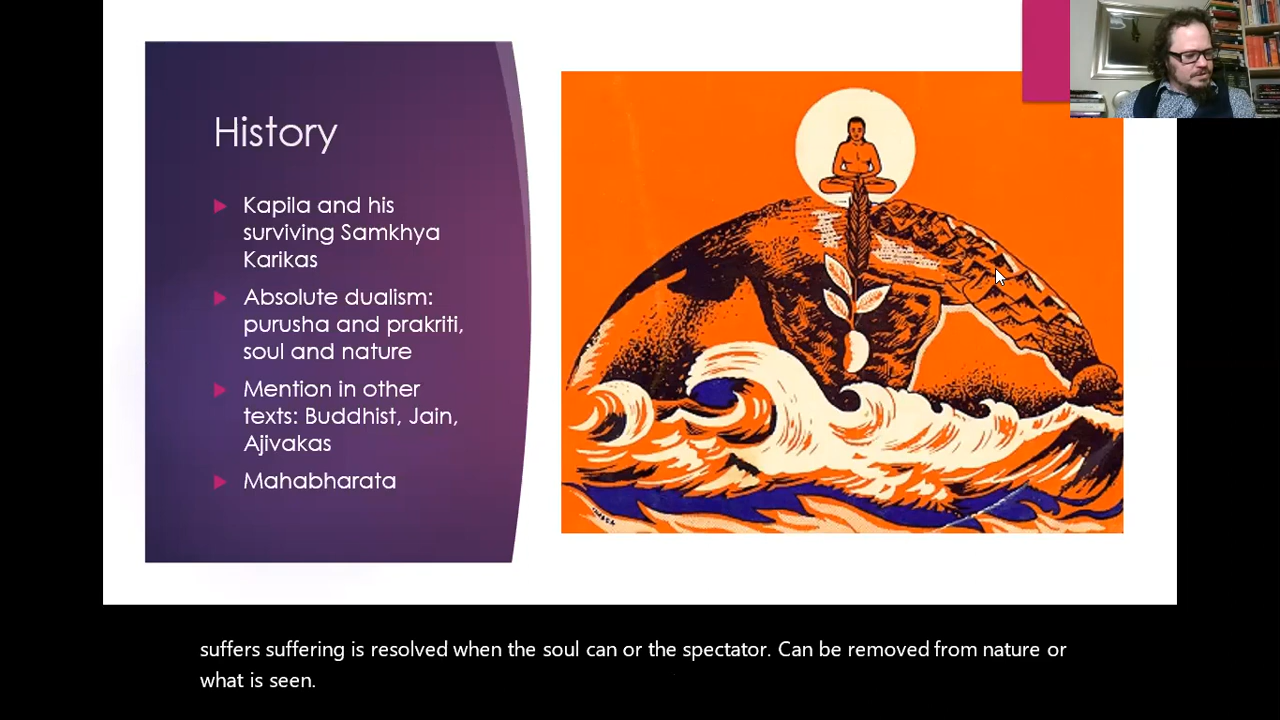 History
Kapila and his
surviving Samkhya
Karikas
Absolute dualism:
purusha and prakriti,
soul and nature
Mention in other
texts: Buddhist, Jain,
Ajivakas
Mahabharata
suffers suffering is resolved when the soul can or the spectator. Can be removed from nature or
what is seen.